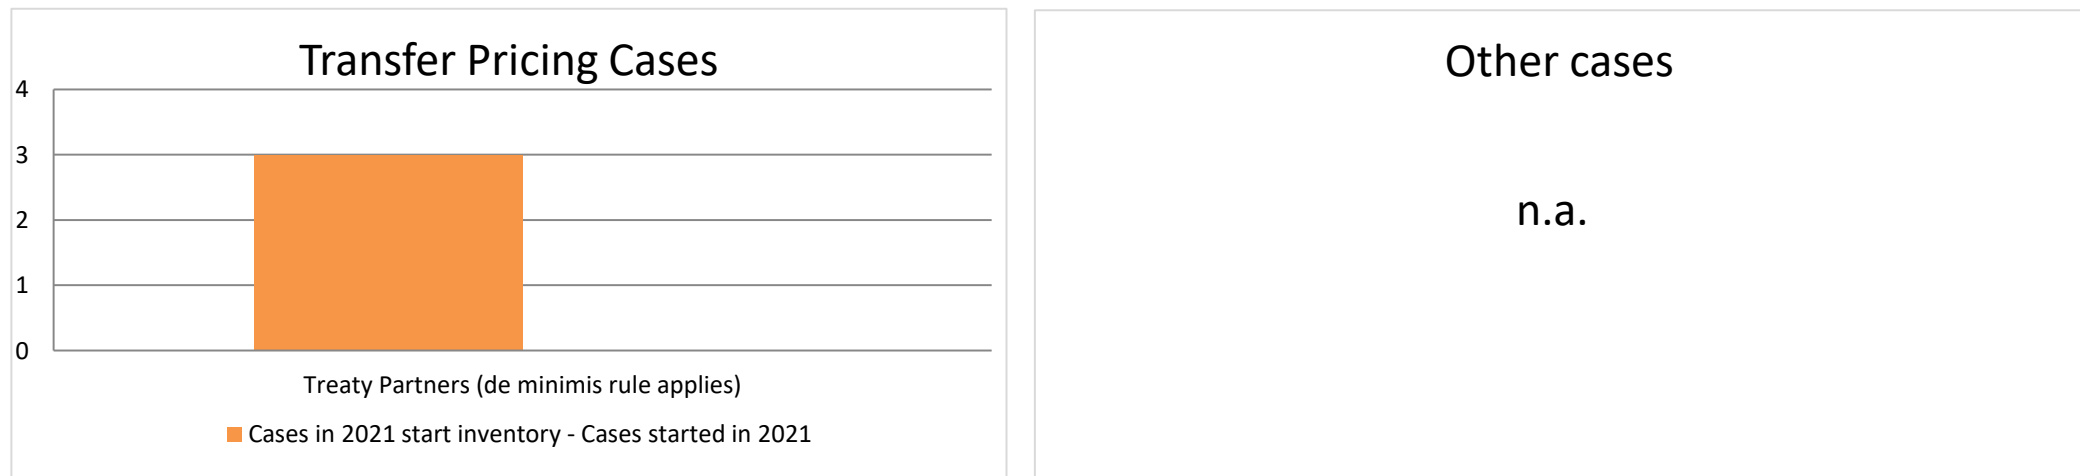 Transfer Pricing Cases
4
3
2
1
0
Treaty Partners (de minimis rule applies)
Cases in 2021 start inventory - Cases started in 2021
Other cases
n.a.